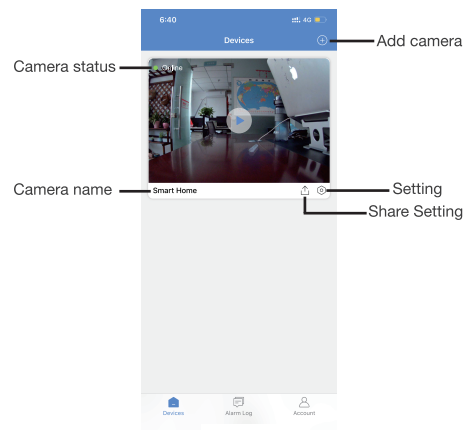 6:40
4G
Devices
Add camera
Camera status
Online
Camera name
Smart Home
Setting
Share Setting
Devices
Alarm Log
Account